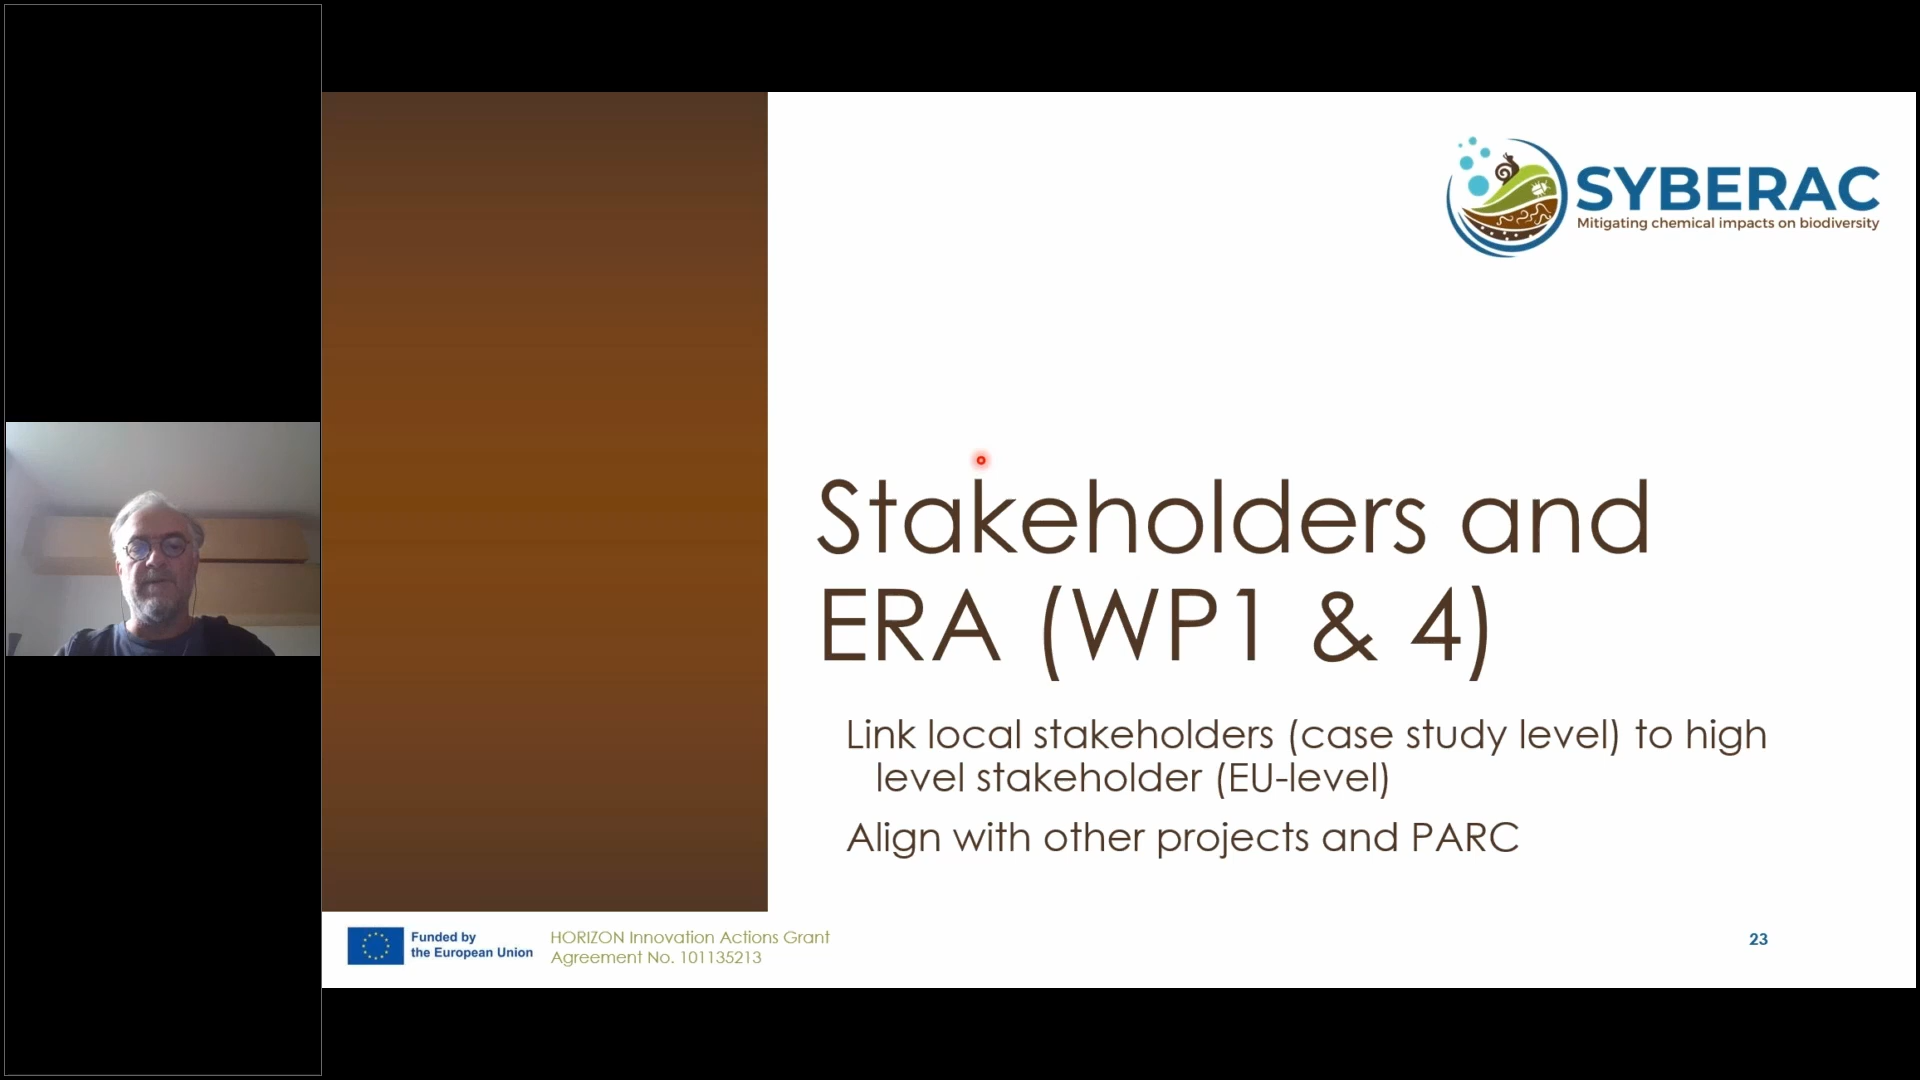 SYBERAC
Mitigating chemical impacts on biodiversity
Stakeholders and
ERA (WP1 & 4)
Link local stakeholders (case study level) to high
level stakeholder (EU-level)
Align with other projects and PARC
Funded by
the European Union
HORIZON Innovation Actions Grant
Agreement No. 101135213
23